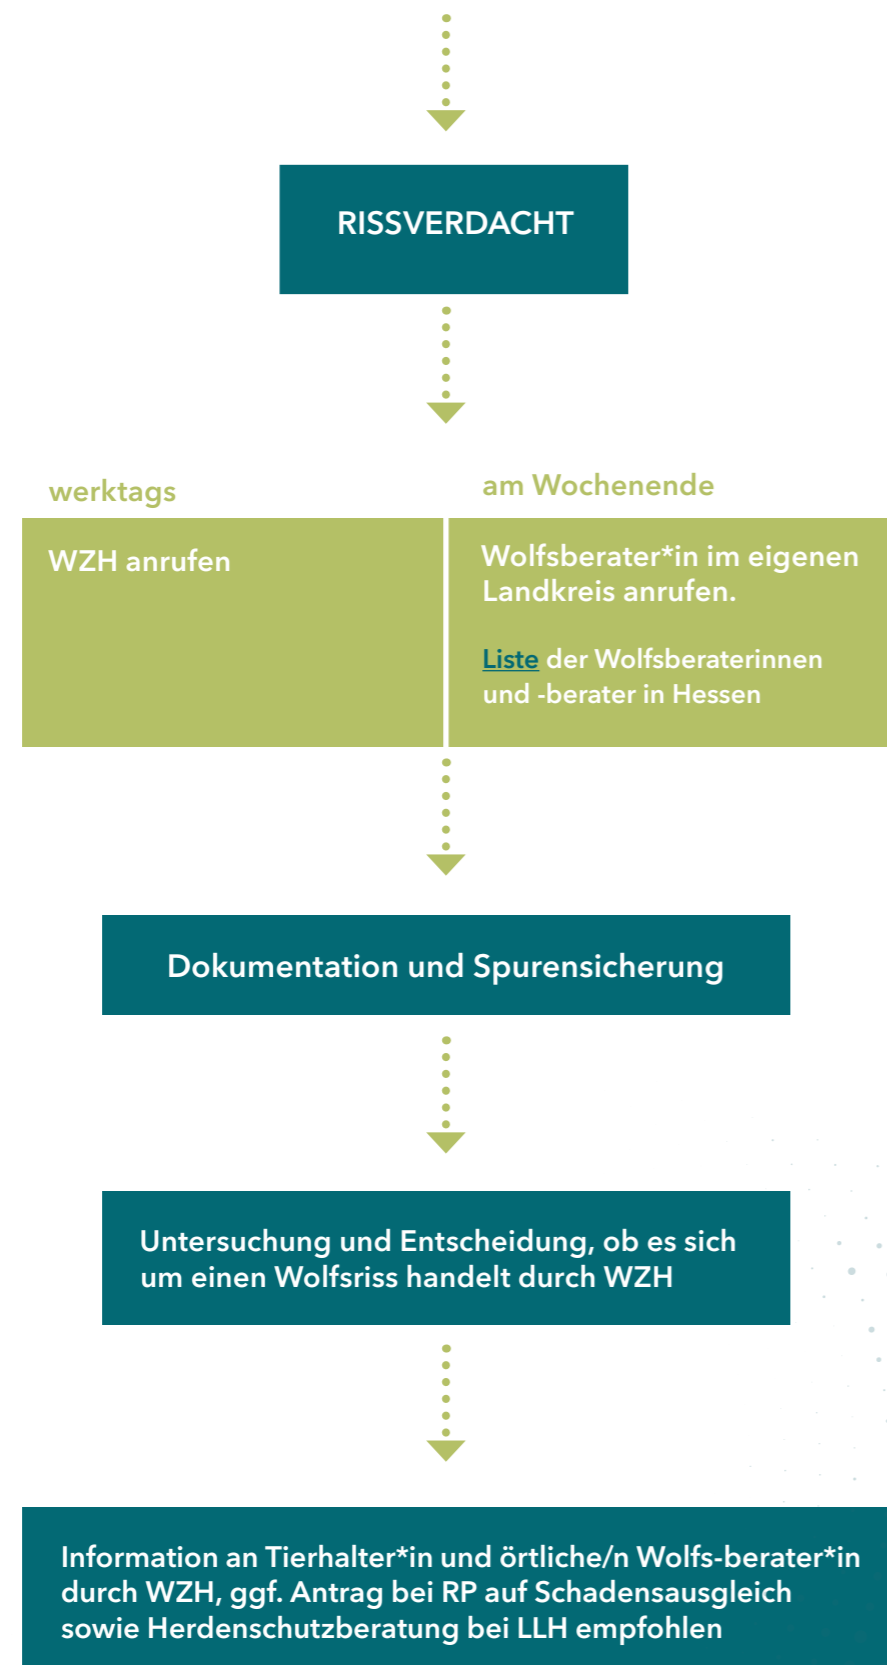 RISSVERDACHT
werktags
WZH anrufen
am Wochenende
Wolfsberater*in im eigenen
Landkreis anrufen.
Liste der Wolfsberaterinnen
und -berater in Hessen
Dokumentation und Spurensicherung
Untersuchung und Entscheidung, ob es sich
um einen Wolfsriss handelt durch WZH
Information an Tierhalter*in und örtliche/n Wolfs-berater*in
durch WZH, ggf. Antrag bei RP auf Schadensausgleich
sowie Herdenschutzberatung bei LLH empfohlen